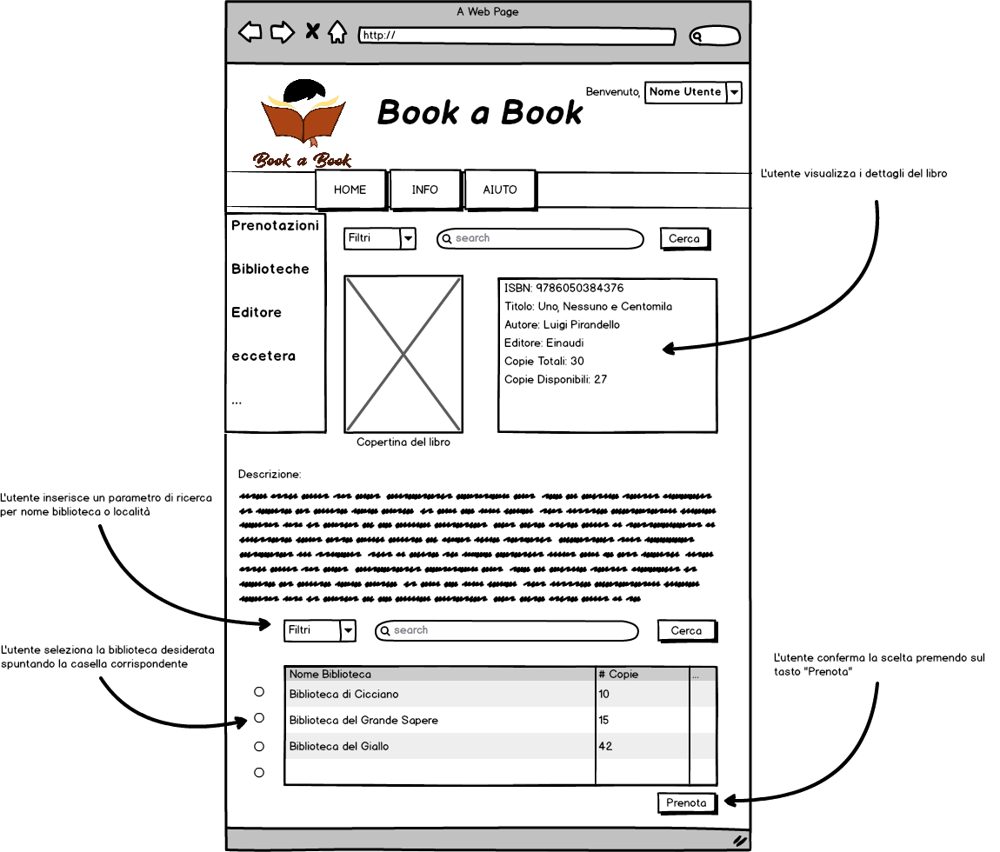 A Web Page
http://
Benvenuto, Nome Utente
Book a Book
Book a Book
L'utente visualizza i dettagli del libro
HOME INFO AIUTO
Prenotazioni
Biblioteche
Editore
eccetera
...
Filtri search Cerca
ISBN: 9786050384376
Titolo: Uno, Nessuno e Centomila
Autore: Luigi Pirandello
Editore: Einaudi
Copie Totali: 30
Copie Disponibili: 27
Copertina del libro
Descrizione:
L'utente inserisce un parametro di ricerca
per nome biblioteca o località
Filtri search Cerca
L'utente seleziona la biblioteca desiderata
spuntando la casella corrispondente
L'utente conferma la scelta premendo sul
tasto "Prenota"
Nome Biblioteca # Copie ...
Biblioteca di Cicciano 10
Biblioteca del Grande Sapere 15
Biblioteca del Giallo 42
Prenota